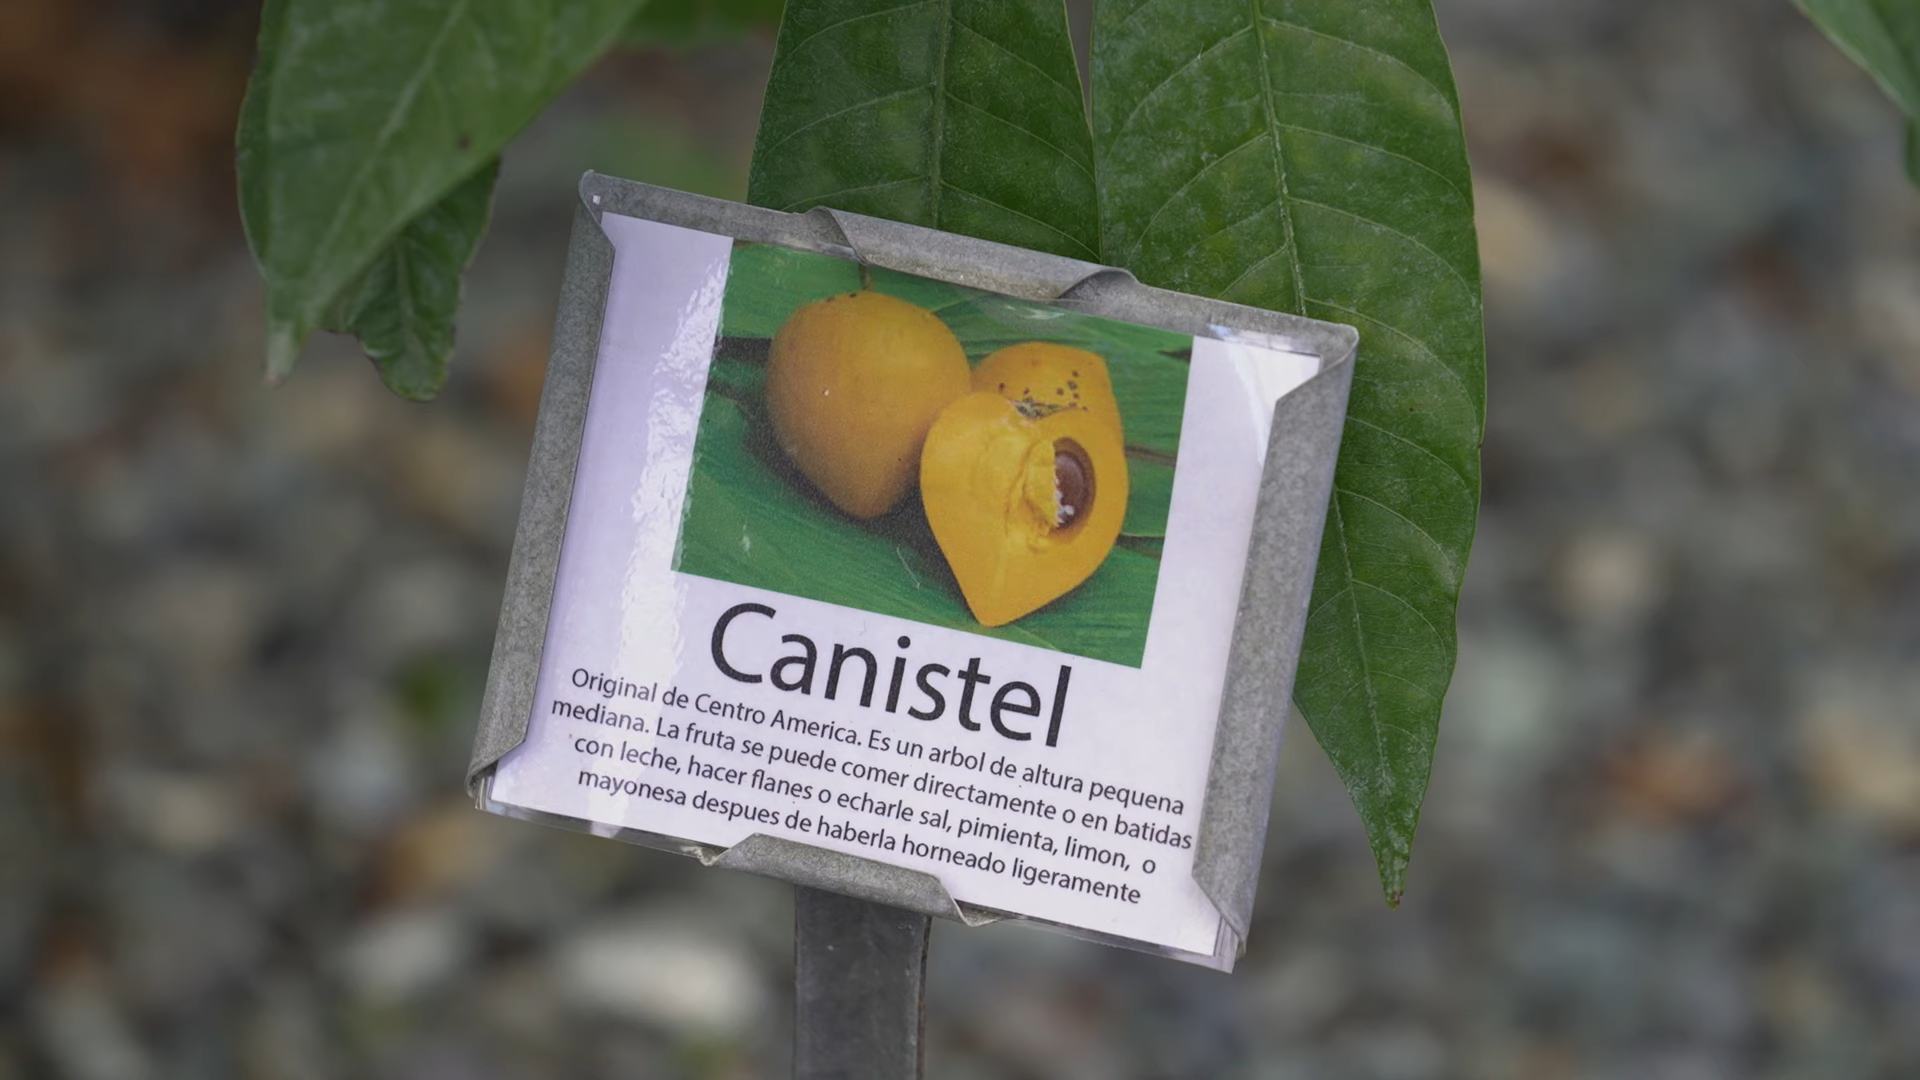 Canistel
Original de Centro America. Es un arbol de altura pequena
mediana. La fruta se puede comer directamente o en batidas
con leche, hacer flanes o echarle sal, pimienta, limon, o
mayonesa despues de haberla horneado ligeramente